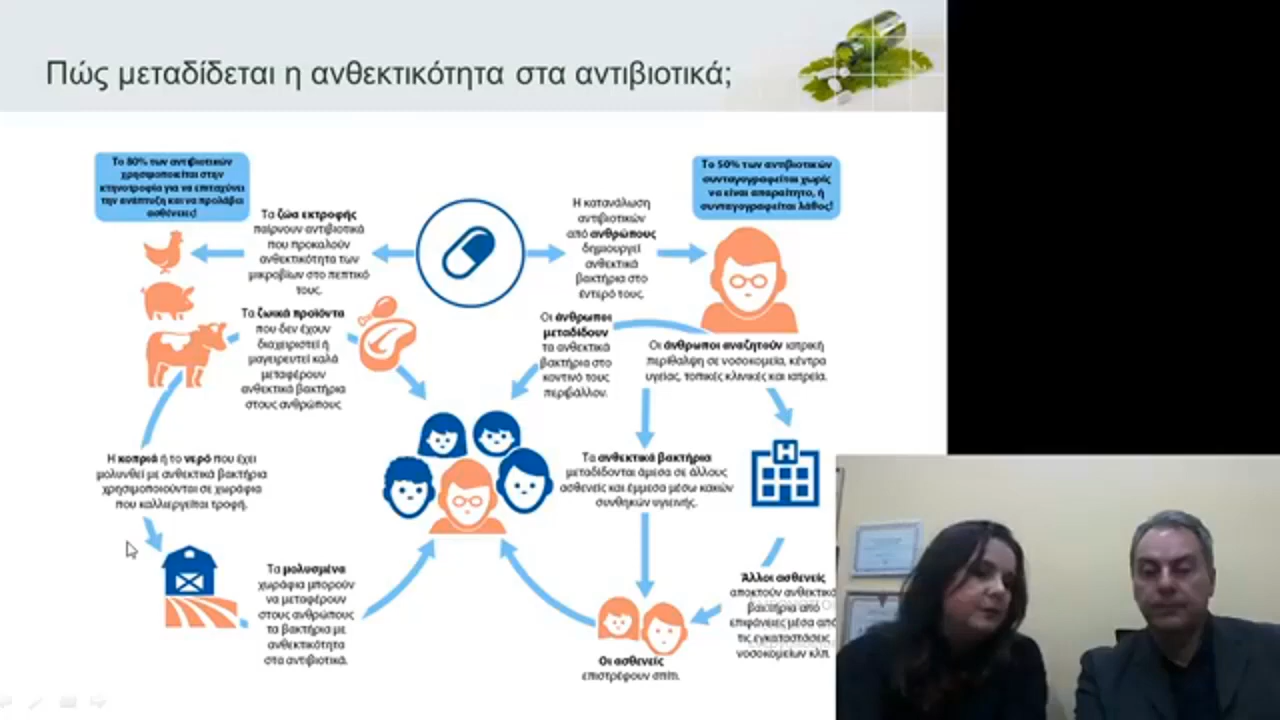 Πώς μεταδίδεται η ανθεκτικότητα στα αντιβιοτικά;
Το 80% των αντιβιοτικών
χρησιμοποιείται στην
κτηνοτροφία για να επιταχύνει
την ανάπτυξη και να προλάβει
ασθένειες!
Τα ζώα εκτροφής
παίρνουν αντιβιοτικά
που προκαλούν
ανθεκτικότητα των
μικροβίων στο πεπτικό
τους.
Η κατανάλωση
αντιβιοτικών
από ανθρώπους
δημιουργεί
ανθεκτικά
βακτήρια στο
έντερό τους.
Το 50% των αντιβιοτικών
συνταγογραφείται χωρίς
να είναι απαραίτητο, ή
συνταγογραφείται λάθος!
Τα ζωικά προϊόντα
που δεν έχουν
διαχειριστεί ή
μαγειρευτεί καλά
μεταφέρουν
ανθεκτικά βακτήρια
στους ανθρώπους
Οι άνθρωποι
μεταδίδουν
τα ανθεκτικά
βακτήρια στο
κοντινό τους
περιβάλλον.
Οι άνθρωποι αναζητούν ιατρική
περίθαλψη σε νοσοκομεία, κέντρα
υγείας, τοπικές κλινικές και ιατρεία.
Η κοπριά ή το νερό που έχει
μολυνθεί με ανθεκτικά βακτήρια
χρησιμοποιούνται σε χωράφια
που καλλιεργείται τροφή.
Τα ανθεκτικά βακτήρια
μεταδίδονται άμεσα σε άλλους
ασθενείς και έμμεσα μέσω κακών
συνθηκών υγιεινής.
H
Τα μολυσμένα
χωράφια μπορούν
να μεταφέρουν
στους ανθρώπους
τα βακτήρια με
ανθεκτικότητα
στα αντιβιοτικά.
Άλλοι ασθενείς
αποκτούν ανθεκτικά
βακτήρια από
επιφάνειες μέσα από
τις εγκαταστάσεις
νοσοκομείων κλπ.
Οι ασθενείς
επιστρέφουν σπίτι.